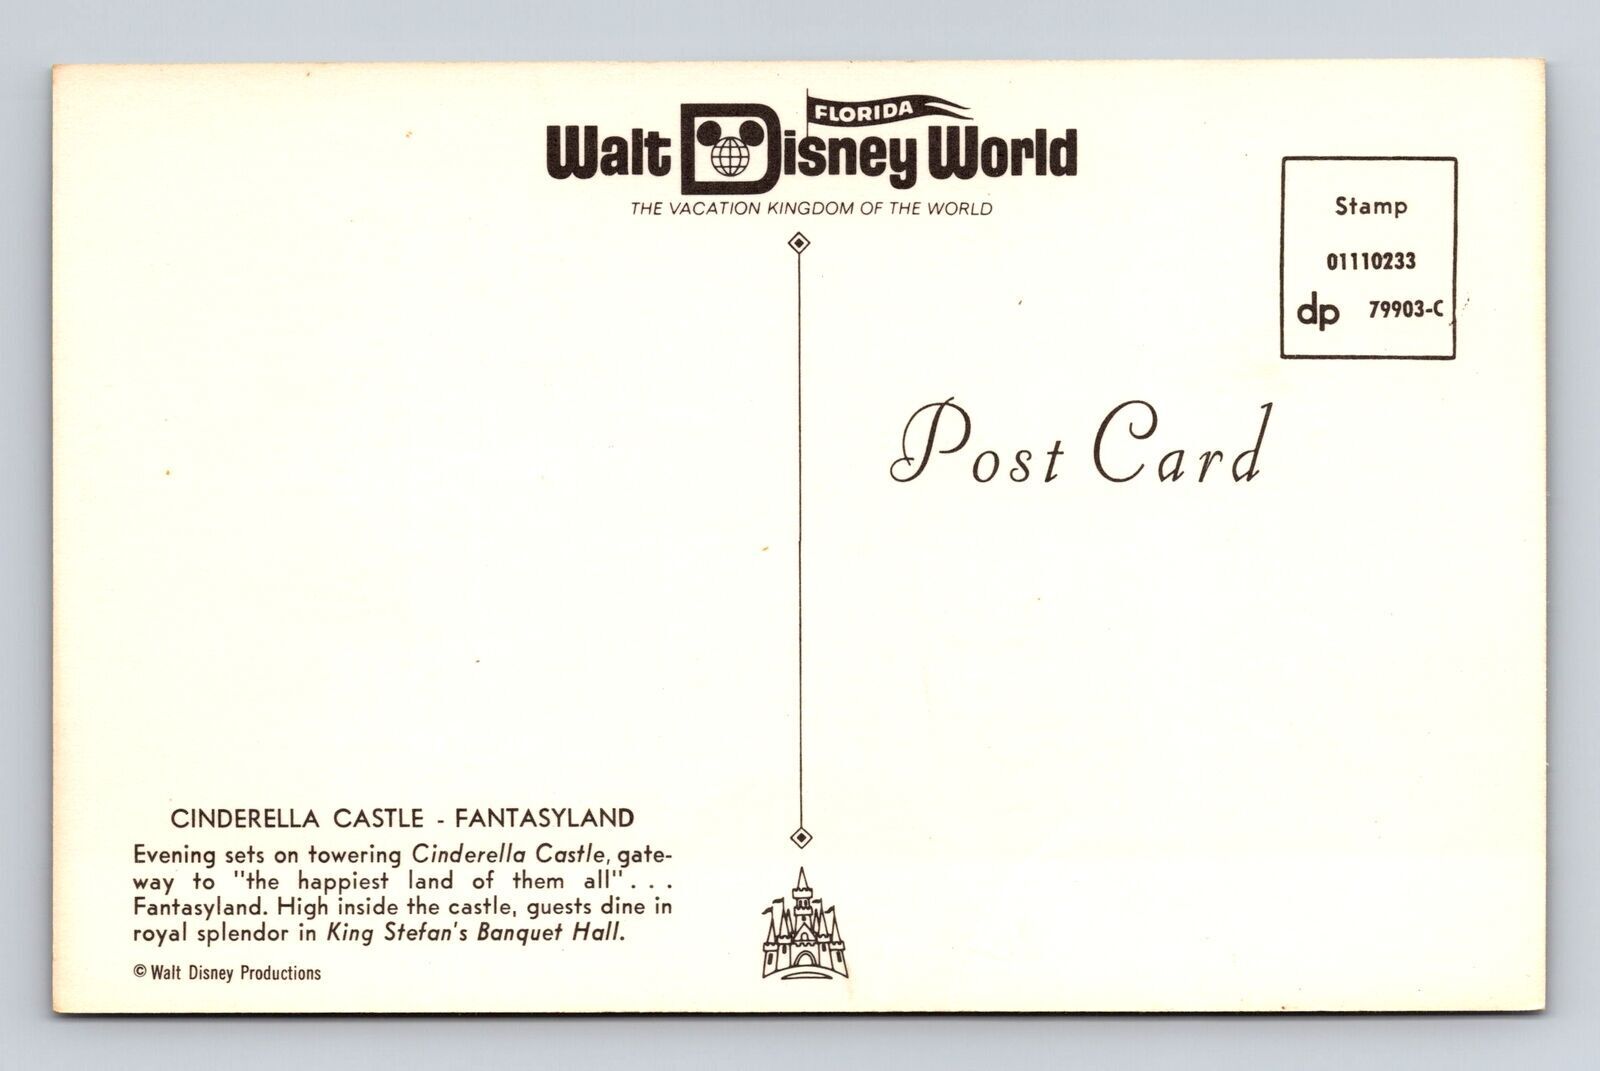 FLORIDA
Walt Disney World
THE VACATION KINGDOM OF THE WORLD
Stamp
01110233
dp 79903-C
Post Card
CINDERELLA CASTLE - FANTASYLAND
Evening sets on towering Cinderella Castle, gate-
way to "the happiest land of them all" . . .
Fantasyland. High inside the castle, guests dine in
royal splendor in King Stefan's Banquet Hall.
© Walt Disney Productions